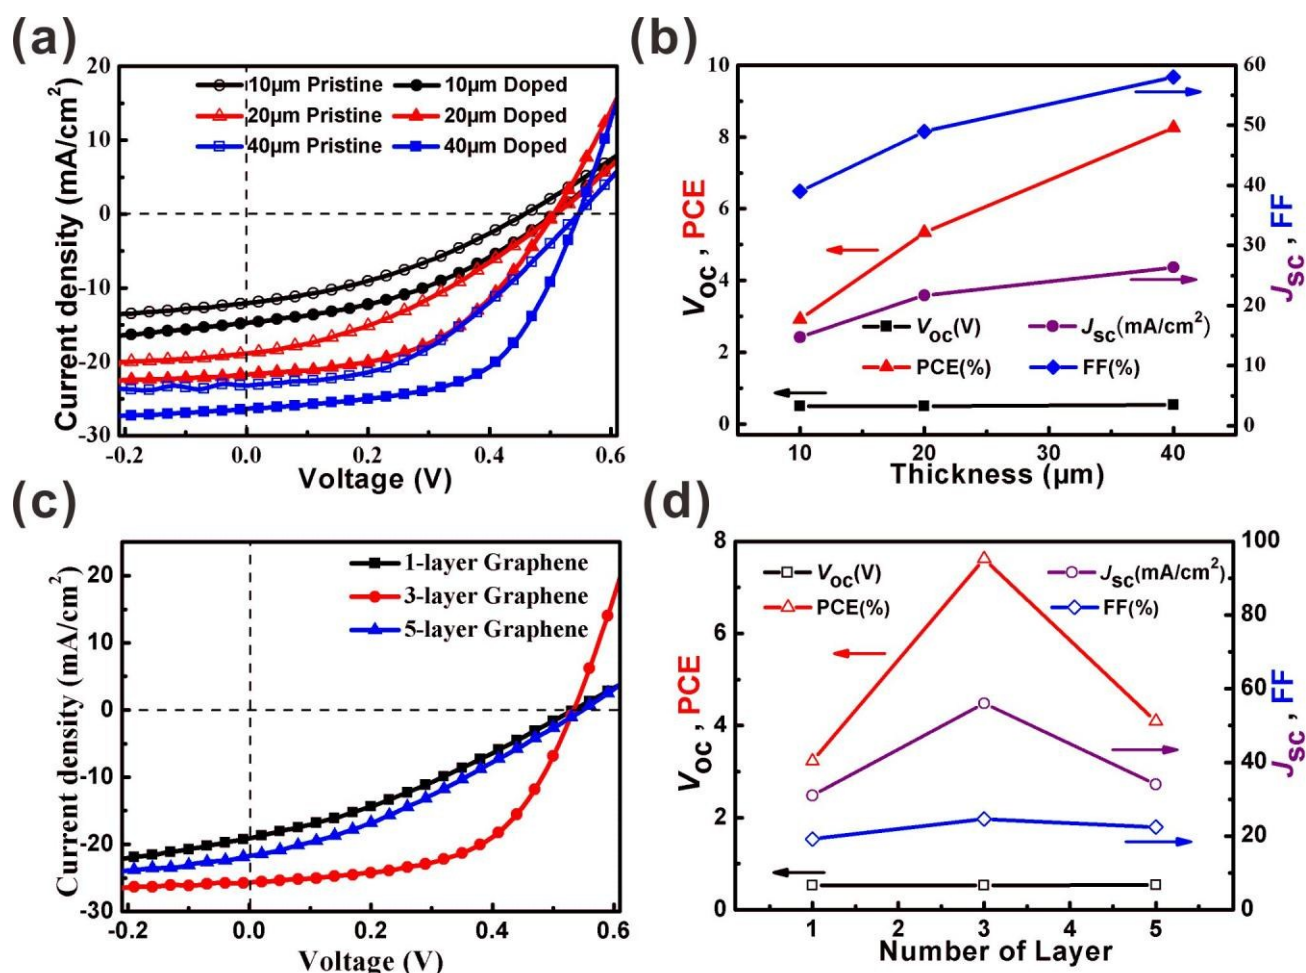 (a)
20
10
0
-10
-20
-30
Current density (mA/cm²)
10μm Pristine 10μm Doped
20μm Pristine 20μm Doped
40μm Pristine 40μm Doped
-0.2 0.0 0.2 0.4 0.6
Voltage (V)
(b)
10
8
6
4
2
0
Voc , PCE
60
50
40
30
20
10
0
Jsc , FF
Voc(V) Jsc(mA/cm²)
PCE(%) FF(%)
10 20 30 40
Thickness (μm)
(c)
20
10
0
-10
-20
-30
Current density (mA/cm²)
1-layer Graphene
3-layer Graphene
5-layer Graphene
-0.2 0.0 0.2 0.4 0.6
Voltage (V)
(d)
8
6
4
2
0
Voc , PCE
100
80
60
40
20
0
Jsc , FF
Voc(V) Jsc(mA/cm²)
PCE(%) FF(%)
1 2 3 4 5
Number of Layer